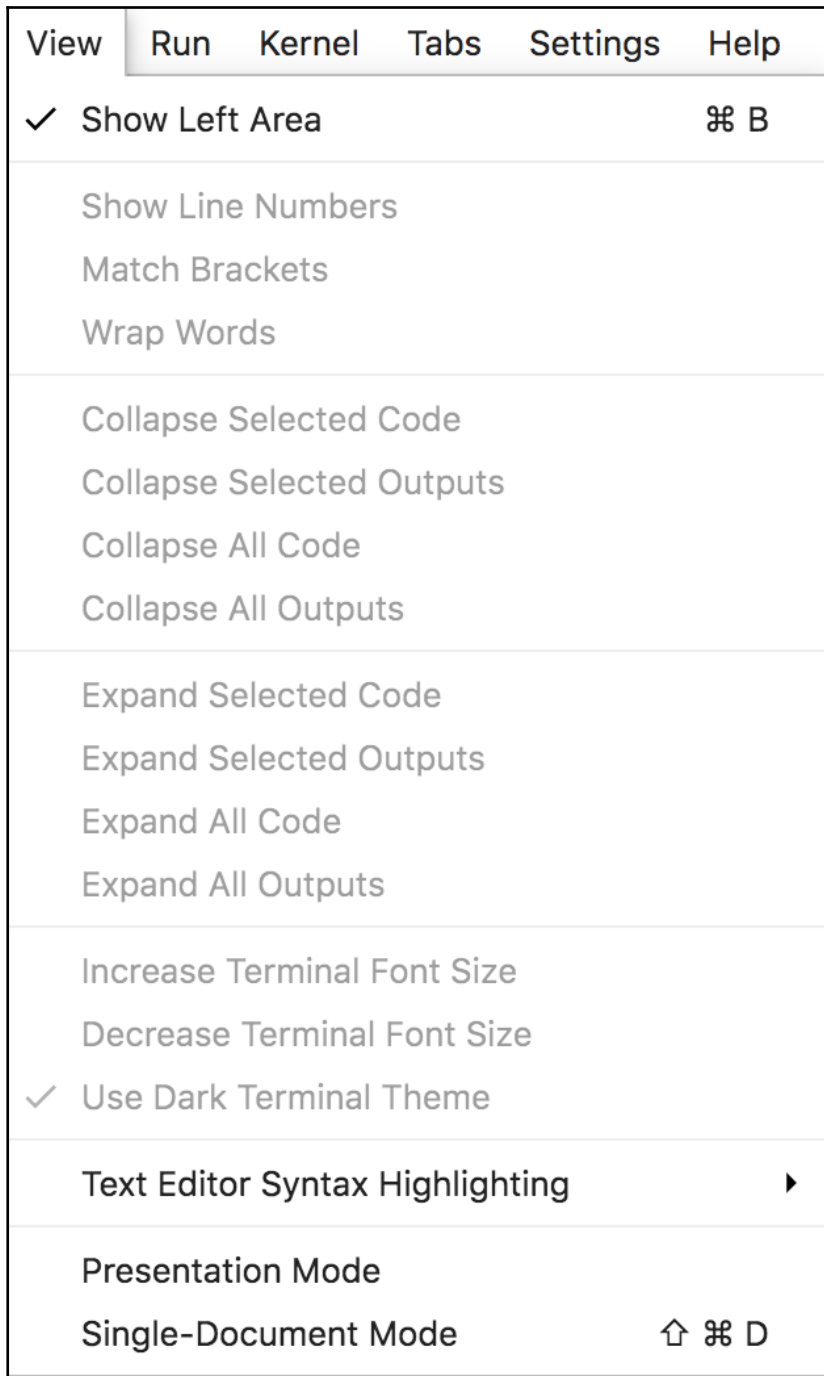 View Run Kernel Tabs Settings Help
✓ Show Left Area ⌘ B
Show Line Numbers
Match Brackets
Wrap Words
Collapse Selected Code
Collapse Selected Outputs
Collapse All Code
Collapse All Outputs
Expand Selected Code
Expand Selected Outputs
Expand All Code
Expand All Outputs
Increase Terminal Font Size
Decrease Terminal Font Size
✓ Use Dark Terminal Theme
Text Editor Syntax Highlighting
Presentation Mode
Single-Document Mode ⇧ ⌘ D